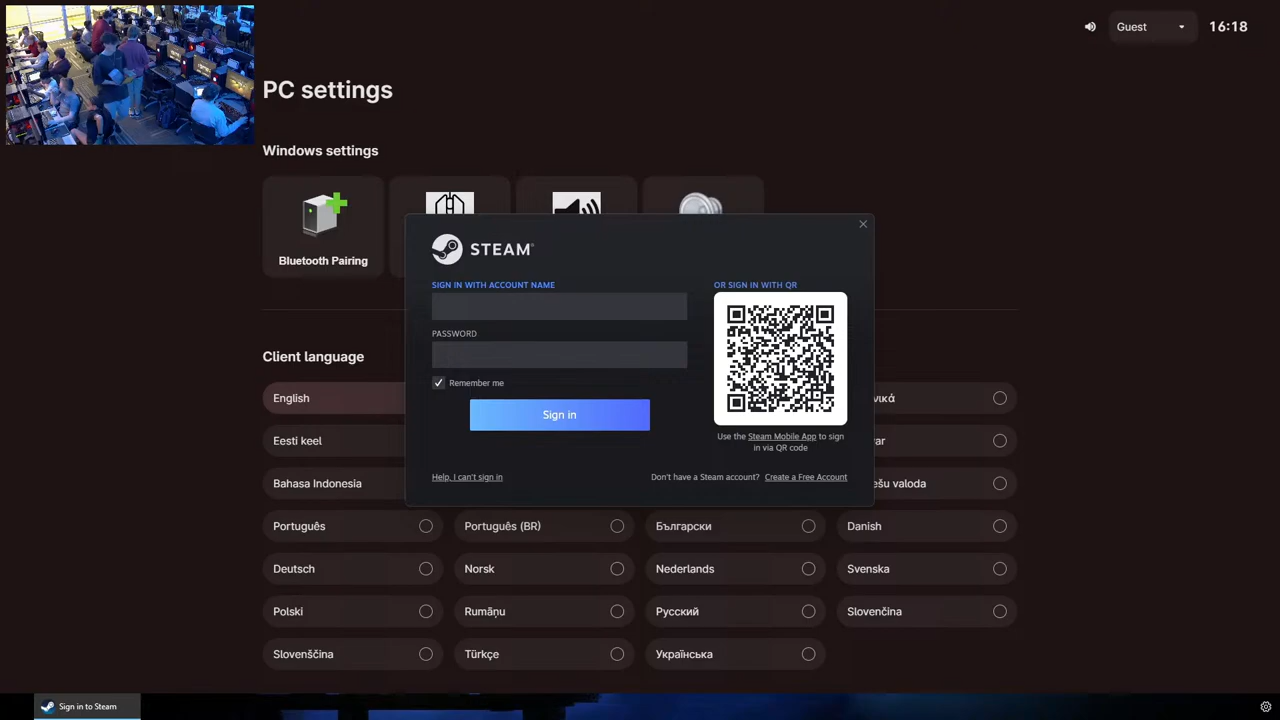 Guest
16:18
PC settings
Windows settings
Bluetooth Pairing
STEAM®
SIGN IN WITH ACCOUNT NAME
OR SIGN IN WITH QR
PASSWORD
Remember me
Sign in
Use the Steam Mobile App to sign
in via QR code
Help, I can't sign in
Don't have a Steam account?
Create a Free Account
Client language
English
Eesti keel
Bahasa Indonesia
valoda
Português
Português (BR)
Български
Danish
Deutsch
Norsk
Nederlands
Svenska
Polski
Rumāņu
Русский
Slovenčina
Slovenščina
Türkçe
Українська
Sign in to Steam